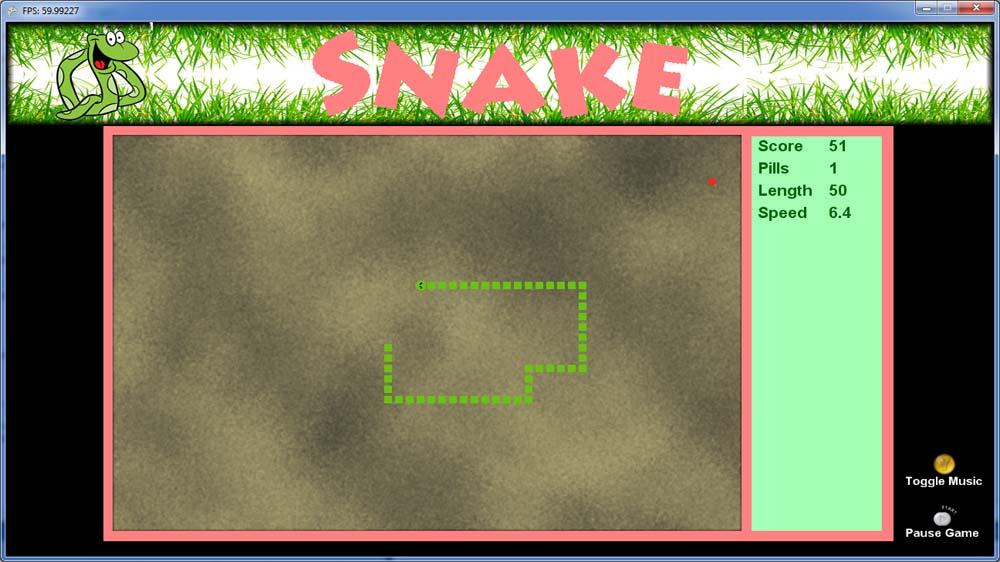 FPS: 59.99227
SNAKE
Score 51
Pills 1
Length 50
Speed 6.4
Toggle Music
START
Pause Game